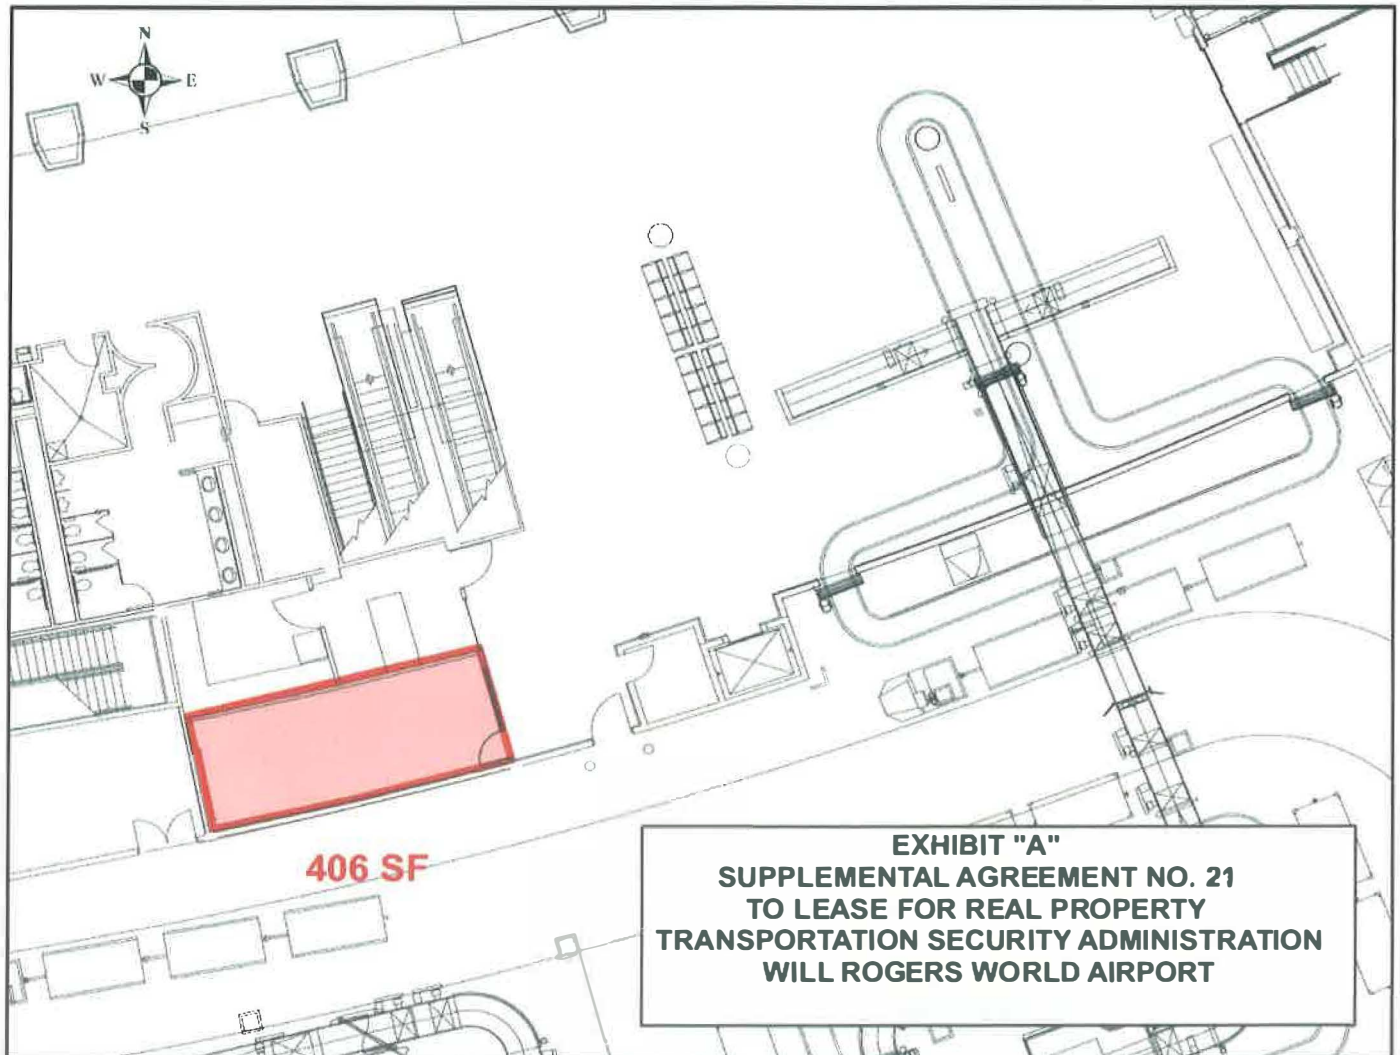 N
W E
S
406 SF
EXHIBIT "A"
SUPPLEMENTAL AGREEMENT NO. 21
TO LEASE FOR REAL PROPERTY
TRANSPORTATION SECURITY ADMINISTRATION
WILL ROGERS WORLD AIRPORT